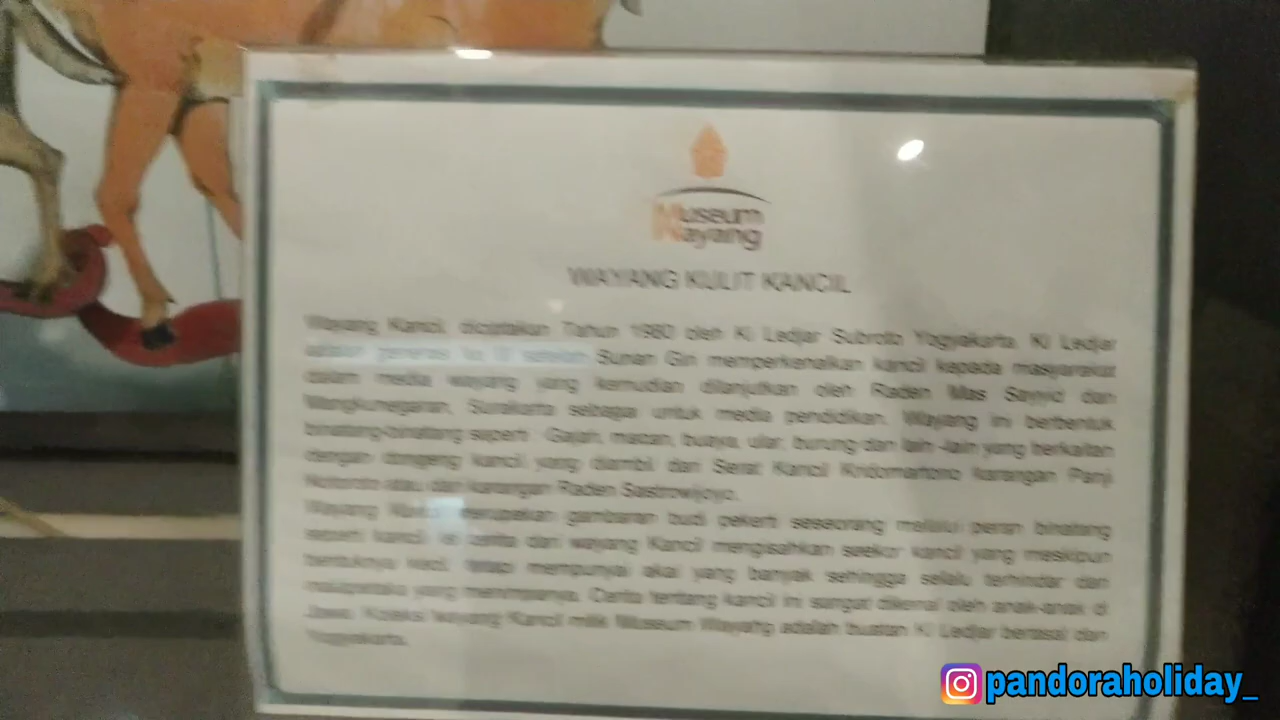 Museum
Wayang
WAYANG KULIT KANCIL
Wayang Kancil, diciptakan Tahun 1980 oleh Ki Ledjar Subroto Yogyakarta. Ki Ledjar
adalah generasi ke setelah Sunan Giri memperkenalkan kancil kepada masyarakat
dalam media wayang yang kemudian dilanjutkan oleh Raden Mas Sayyid dari
Mangkunegaran, Surakarta sebagai untuk media pendidikan. Wayang ini berbentuk
binatang-binatang seperti : Gajah, macan, buaya, ular, burung dan lain -lain yang berkaitan
dengan dongeng kancil yang diambil dari Serat Kancil Kridomartono karangan Panji
Notoroto atau dari karangan Raden Sastrowijoyo.
Wayang merupakan gambaran budi pekerti seseorang melalui peran binatang
seperti kancil. cerita dari wayang Kancil mengisahkan seekor kancil yang meskipun
bentuknya kecil, tetapi mempunyai akal yang banyak sehingga selalu terhindar dari
malapetaka yang menimpanya. Cerita tentang kancil ini sangat dikenal oleh anak-anak di
Jawa. Koleksi wayang Kancil milik Museum Wayang adalah buatan Ki Ledjar berasal dari
Yogyakarta.
pandoraholiday_